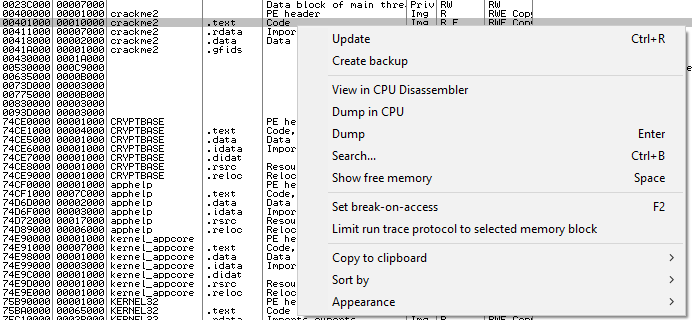 0023C000 00007000 Data block of main thre Priv RW RW
00400000 00001000 crackme2 PE header Img R RWE Cop
00401000 00010000 crackme2 .text Code Img R E RWE Cop
00411000 00007000 crackme2 .rdata Impor
00418000 00002000 crackme2 .data Data
0041A000 00001000 crackme2 .gfids
00430000 0001A000
00530000 000C9000
00635000 0000B000
0073D000 00003000
00775000 0000B000
0083D000 00003000
0093D000 00003000
74CE0000 00001000 CRYPTBASE PE he
74CE1000 00004000 CRYPTBASE .text Code,
74CE5000 00001000 CRYPTBASE .data Data
74CE6000 00001000 CRYPTBASE .idata Impor
74CE7000 00001000 CRYPTBASE .didat
74CE8000 00001000 CRYPTBASE .rsrc Resou
74CE9000 00001000 CRYPTBASE .reloc Reloc
74CF0000 00001000 apphelp PE he
74CF1000 0007C000 apphelp .text Code,
74D6D000 00002000 apphelp .data Data
74D6F000 00003000 apphelp .idata Impor
74D72000 00017000 apphelp .rsrc Resou
74D89000 00006000 apphelp .reloc Reloc
74E90000 00001000 kernel_appcore PE he
74E91000 00007000 kernel_appcore .text Code,
74E98000 00001000 kernel_appcore .data Data
74E99000 00003000 kernel_appcore .idata Impor
74E9C000 00001000 kernel_appcore .didat
74E9D000 00001000 kernel_appcore .rsrc Resou
74E9E000 00001000 kernel_appcore .reloc Reloc
75B90000 00001000 KERNEL32 PE he
75BA0000 00065000 KERNEL32 .text Code
Update Ctrl+R
Create backup
View in CPU Disassembler
Dump in CPU
Dump Enter
Search... Ctrl+B
Show free memory Space
Set break-on-access F2
Limit run trace protocol to selected memory block
Copy to clipboard
Sort by
Appearance